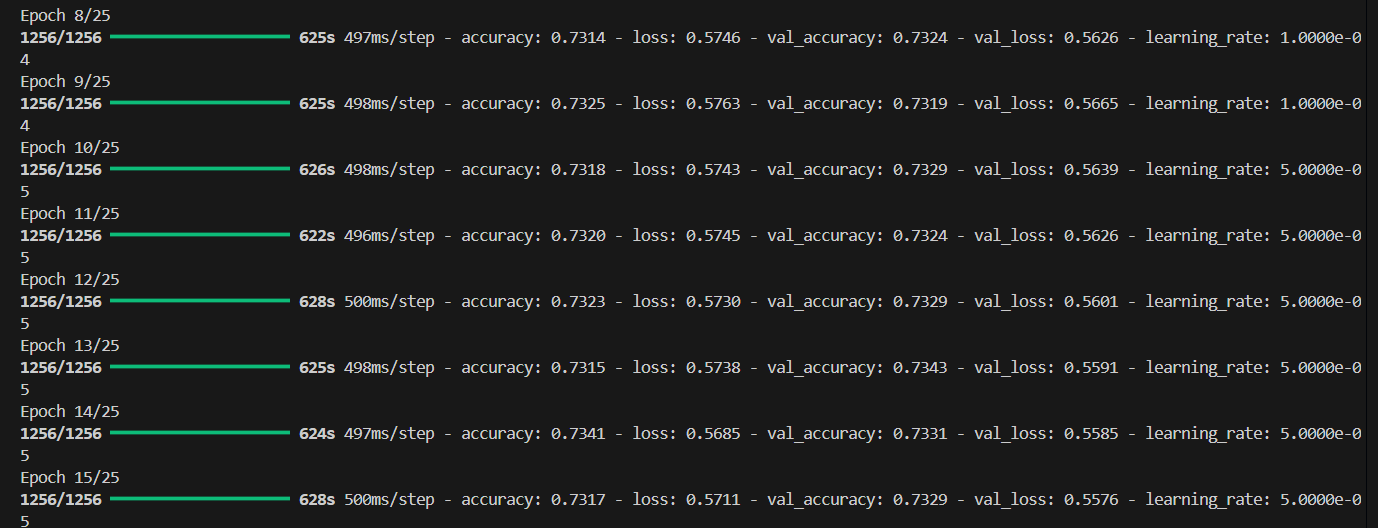 Epoch 8/25
1256/1256 625s 497ms/step - accuracy: 0.7314 - loss: 0.5746 - val_accuracy: 0.7324 - val_loss: 0.5626 - learning_rate: 1.0000e-0
4
Epoch 9/25
1256/1256 625s 498ms/step - accuracy: 0.7325 - loss: 0.5763 - val_accuracy: 0.7319 - val_loss: 0.5665 - learning_rate: 1.0000e-0
4
Epoch 10/25
1256/1256 626s 498ms/step - accuracy: 0.7318 - loss: 0.5743 - val_accuracy: 0.7329 - val_loss: 0.5639 - learning_rate: 5.0000e-0
5
Epoch 11/25
1256/1256 622s 496ms/step - accuracy: 0.7320 - loss: 0.5745 - val_accuracy: 0.7324 - val_loss: 0.5626 - learning_rate: 5.0000e-0
5
Epoch 12/25
1256/1256 628s 500ms/step - accuracy: 0.7323 - loss: 0.5730 - val_accuracy: 0.7329 - val_loss: 0.5601 - learning_rate: 5.0000e-0
5
Epoch 13/25
1256/1256 625s 498ms/step - accuracy: 0.7315 - loss: 0.5738 - val_accuracy: 0.7343 - val_loss: 0.5591 - learning_rate: 5.0000e-0
5
Epoch 14/25
1256/1256 624s 497ms/step - accuracy: 0.7341 - loss: 0.5685 - val_accuracy: 0.7331 - val_loss: 0.5585 - learning_rate: 5.0000e-0
5
Epoch 15/25
1256/1256 628s 500ms/step - accuracy: 0.7317 - loss: 0.5711 - val_accuracy: 0.7329 - val_loss: 0.5576 - learning_rate: 5.0000e-0
5